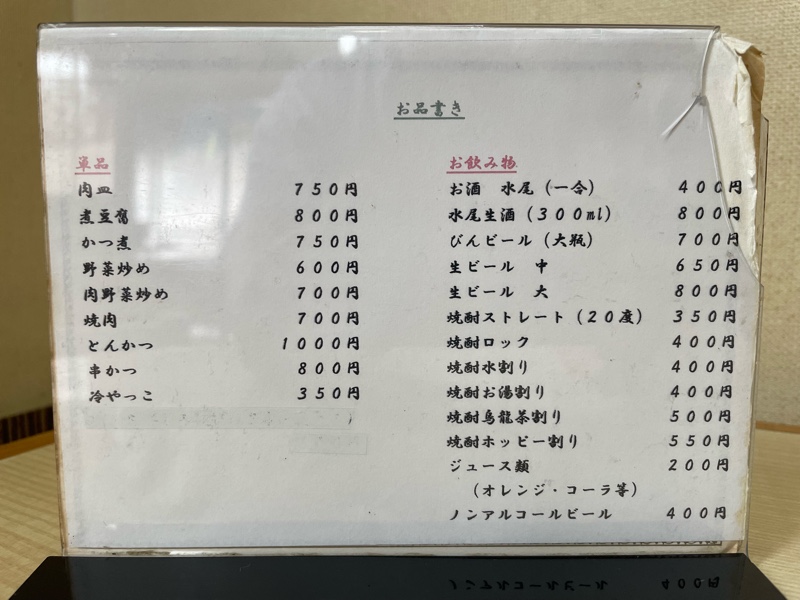 お品書き
単品
肉皿 750円
煮豆腐 800円
かつ煮 750円
野菜炒め 600円
肉野菜炒め 700円
焼肉 700円
とんかつ 1000円
串かつ 800円
冷やっこ 350円
お飲み物
お酒 水尾(一合) 400円
水尾生酒(300ml) 800円
びんビール(大瓶) 700円
生ビール 中 650円
生ビール 大 800円
焼酎ストレート(20度) 350円
焼酎ロック 400円
焼酎水割り 400円
焼酎お湯割り 400円
焼酎烏龍茶割り 500円
焼酎ホッピー割り 550円
ジュース類 200円
(オレンジ・コーラ等)
ノンアルコールビール 400円